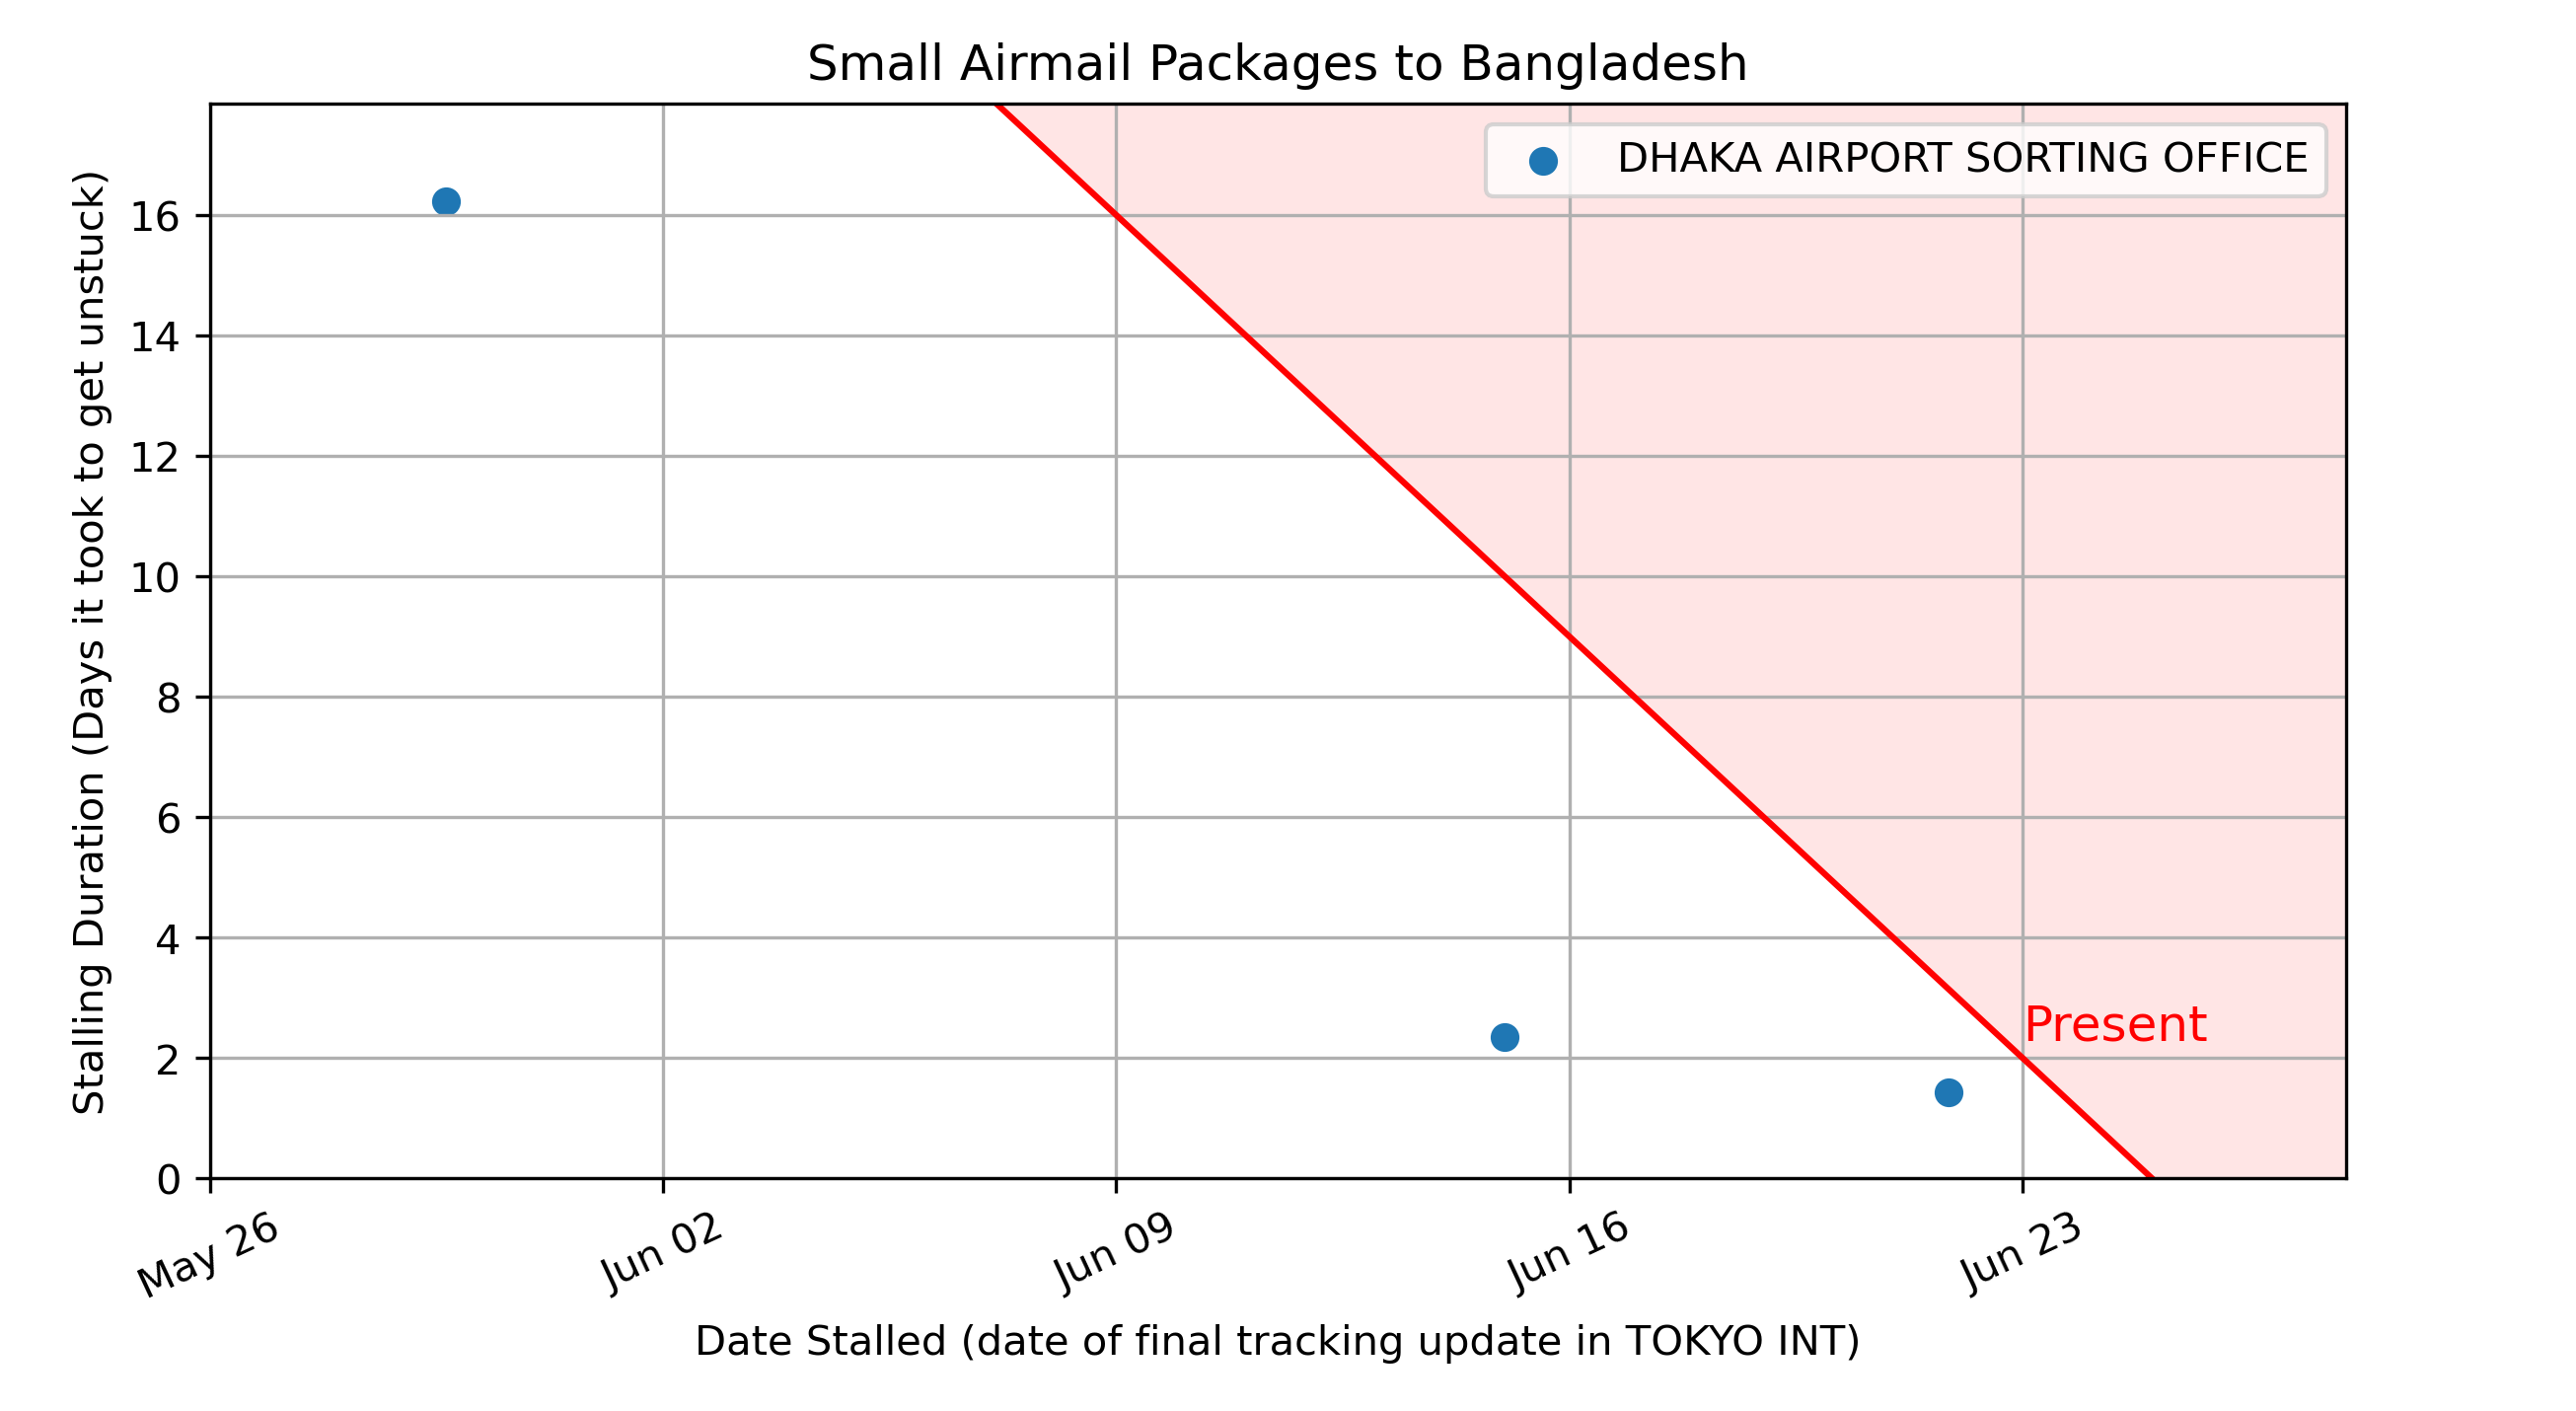 Small Airmail Packages to Bangladesh
DHAKA AIRPORT SORTING OFFICE
Stalling Duration (Days it took to get unstuck)
16
14
12
10
8
6
4
2
0
Present
May 26
Jun 02
Jun 09
Jun 16
Jun 23
Date Stalled (date of final tracking update in TOKYO INT)